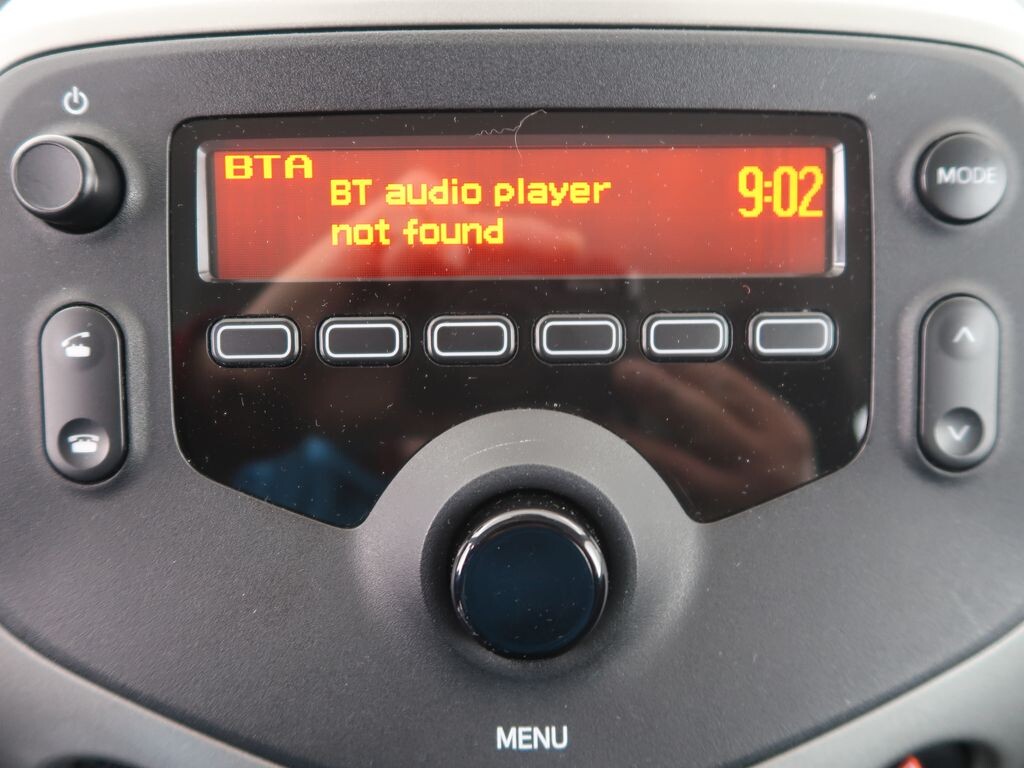 BTA
BT audio player
not found
9:02
MODE
MENU